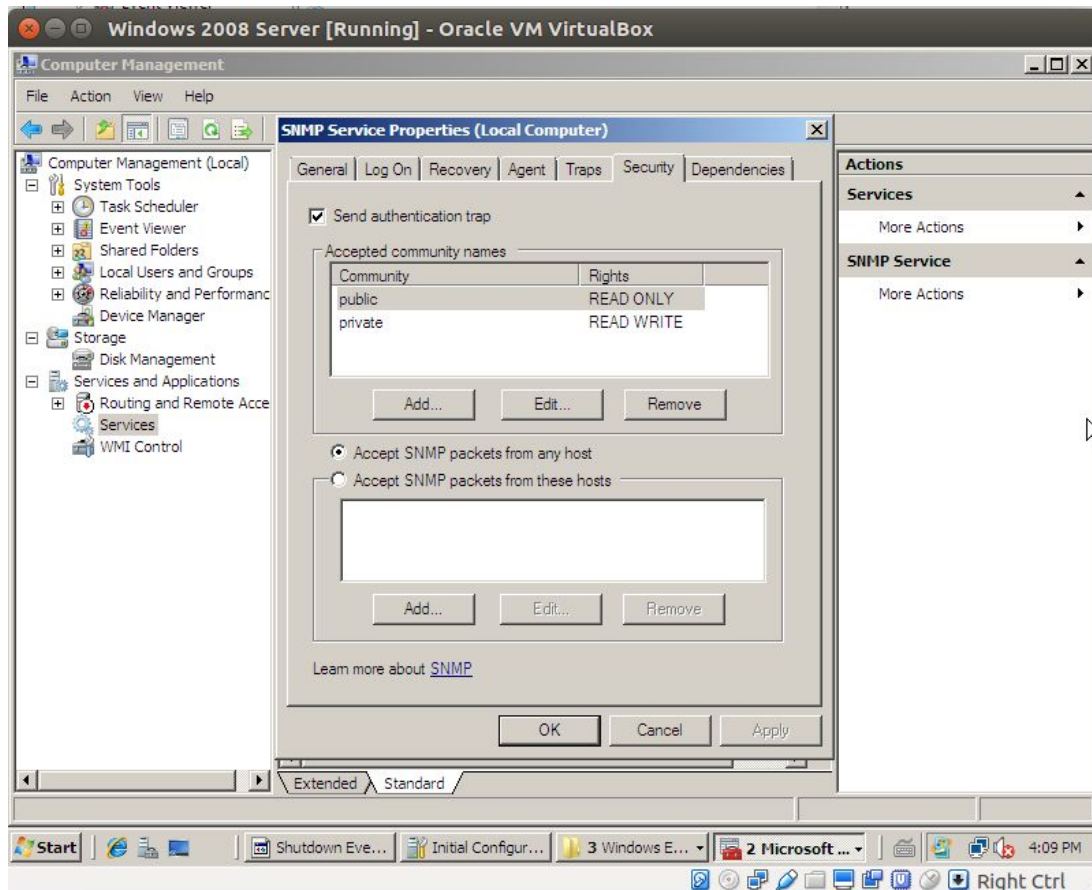 Windows 2008 Server [Running] - Oracle VM VirtualBox
Computer Management
File Action View Help
SNMP Service Properties (Local Computer)
Computer Management (Local)
System Tools
Task Scheduler
Event Viewer
Shared Folders
Local Users and Groups
Reliability and Performanc
Device Manager
Storage
Disk Management
Services and Applications
Routing and Remote Acce
Services
WMI Control
General Log On Recovery Agent Traps Security Dependencies
Send authentication trap
Accepted community names
Community Rights
public READ ONLY
private READ WRITE
Add... Edit... Remove
Accept SNMP packets from any host
Accept SNMP packets from these hosts
Add... Edit... Remove
Learn more about SNMP
OK Cancel Apply
Extended Standard
Actions
Services
More Actions
SNMP Service
More Actions
Start Shutdown Eve... Initial Configur... 3 Windows E... 2 Microsoft ... 4:09 PM
Right Ctrl